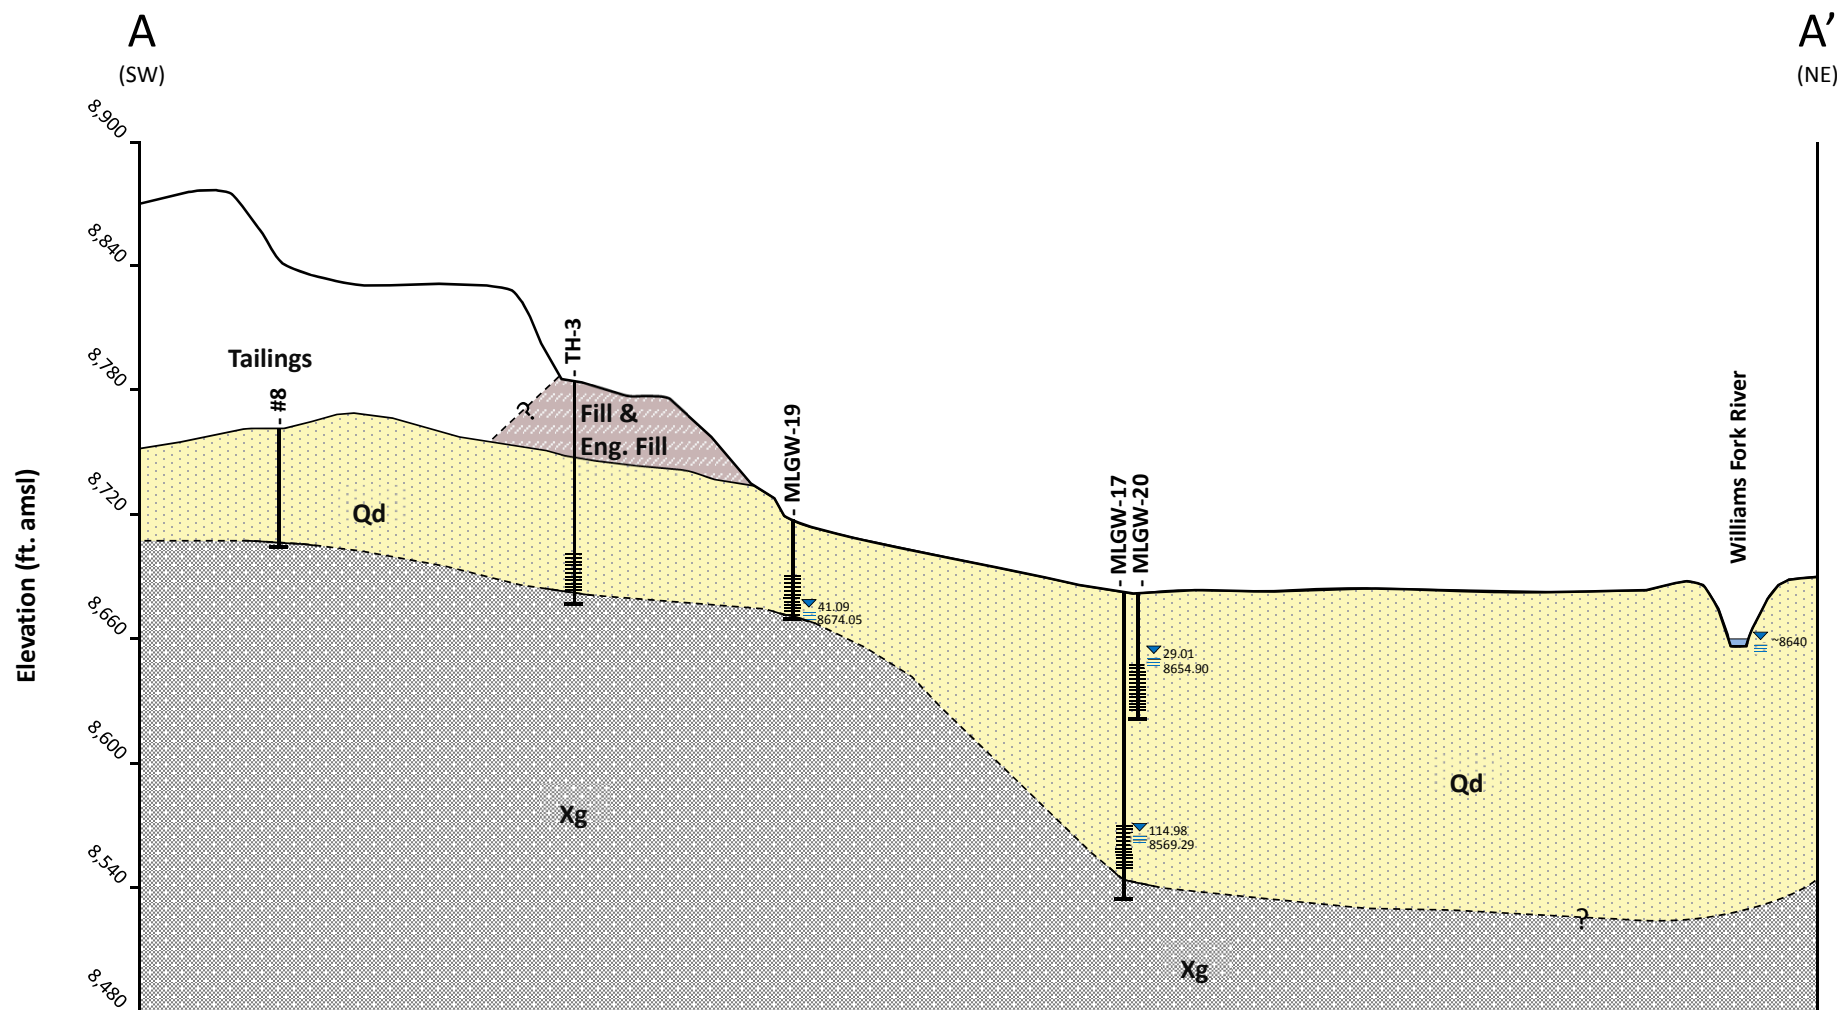 A
(SW)
A’
(NE)
8,900
8,840
8,780
8,720
8,660
8,600
8,540
8,480
Elevation (ft. amsl)
Tailings
#8
TH-3
?
Fill &
Eng. Fill
MLGW-19
41.09
8674.05
Qd
MLGW-17
MLGW-20
29.01
8654.90
114.98
8569.29
Williams Fork River
~8640
Qd
Xg
?
Xg